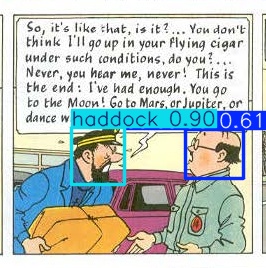 So, it's like that, is it?... You don't
think I'll go up in your flying cigar
under such conditions, do you?...
Never, you hear me, never! This is
the end: I've had enough. You go
to the Moon! Go to Mars, or Jupiter, or
dance w
haddock 0.90
0.61